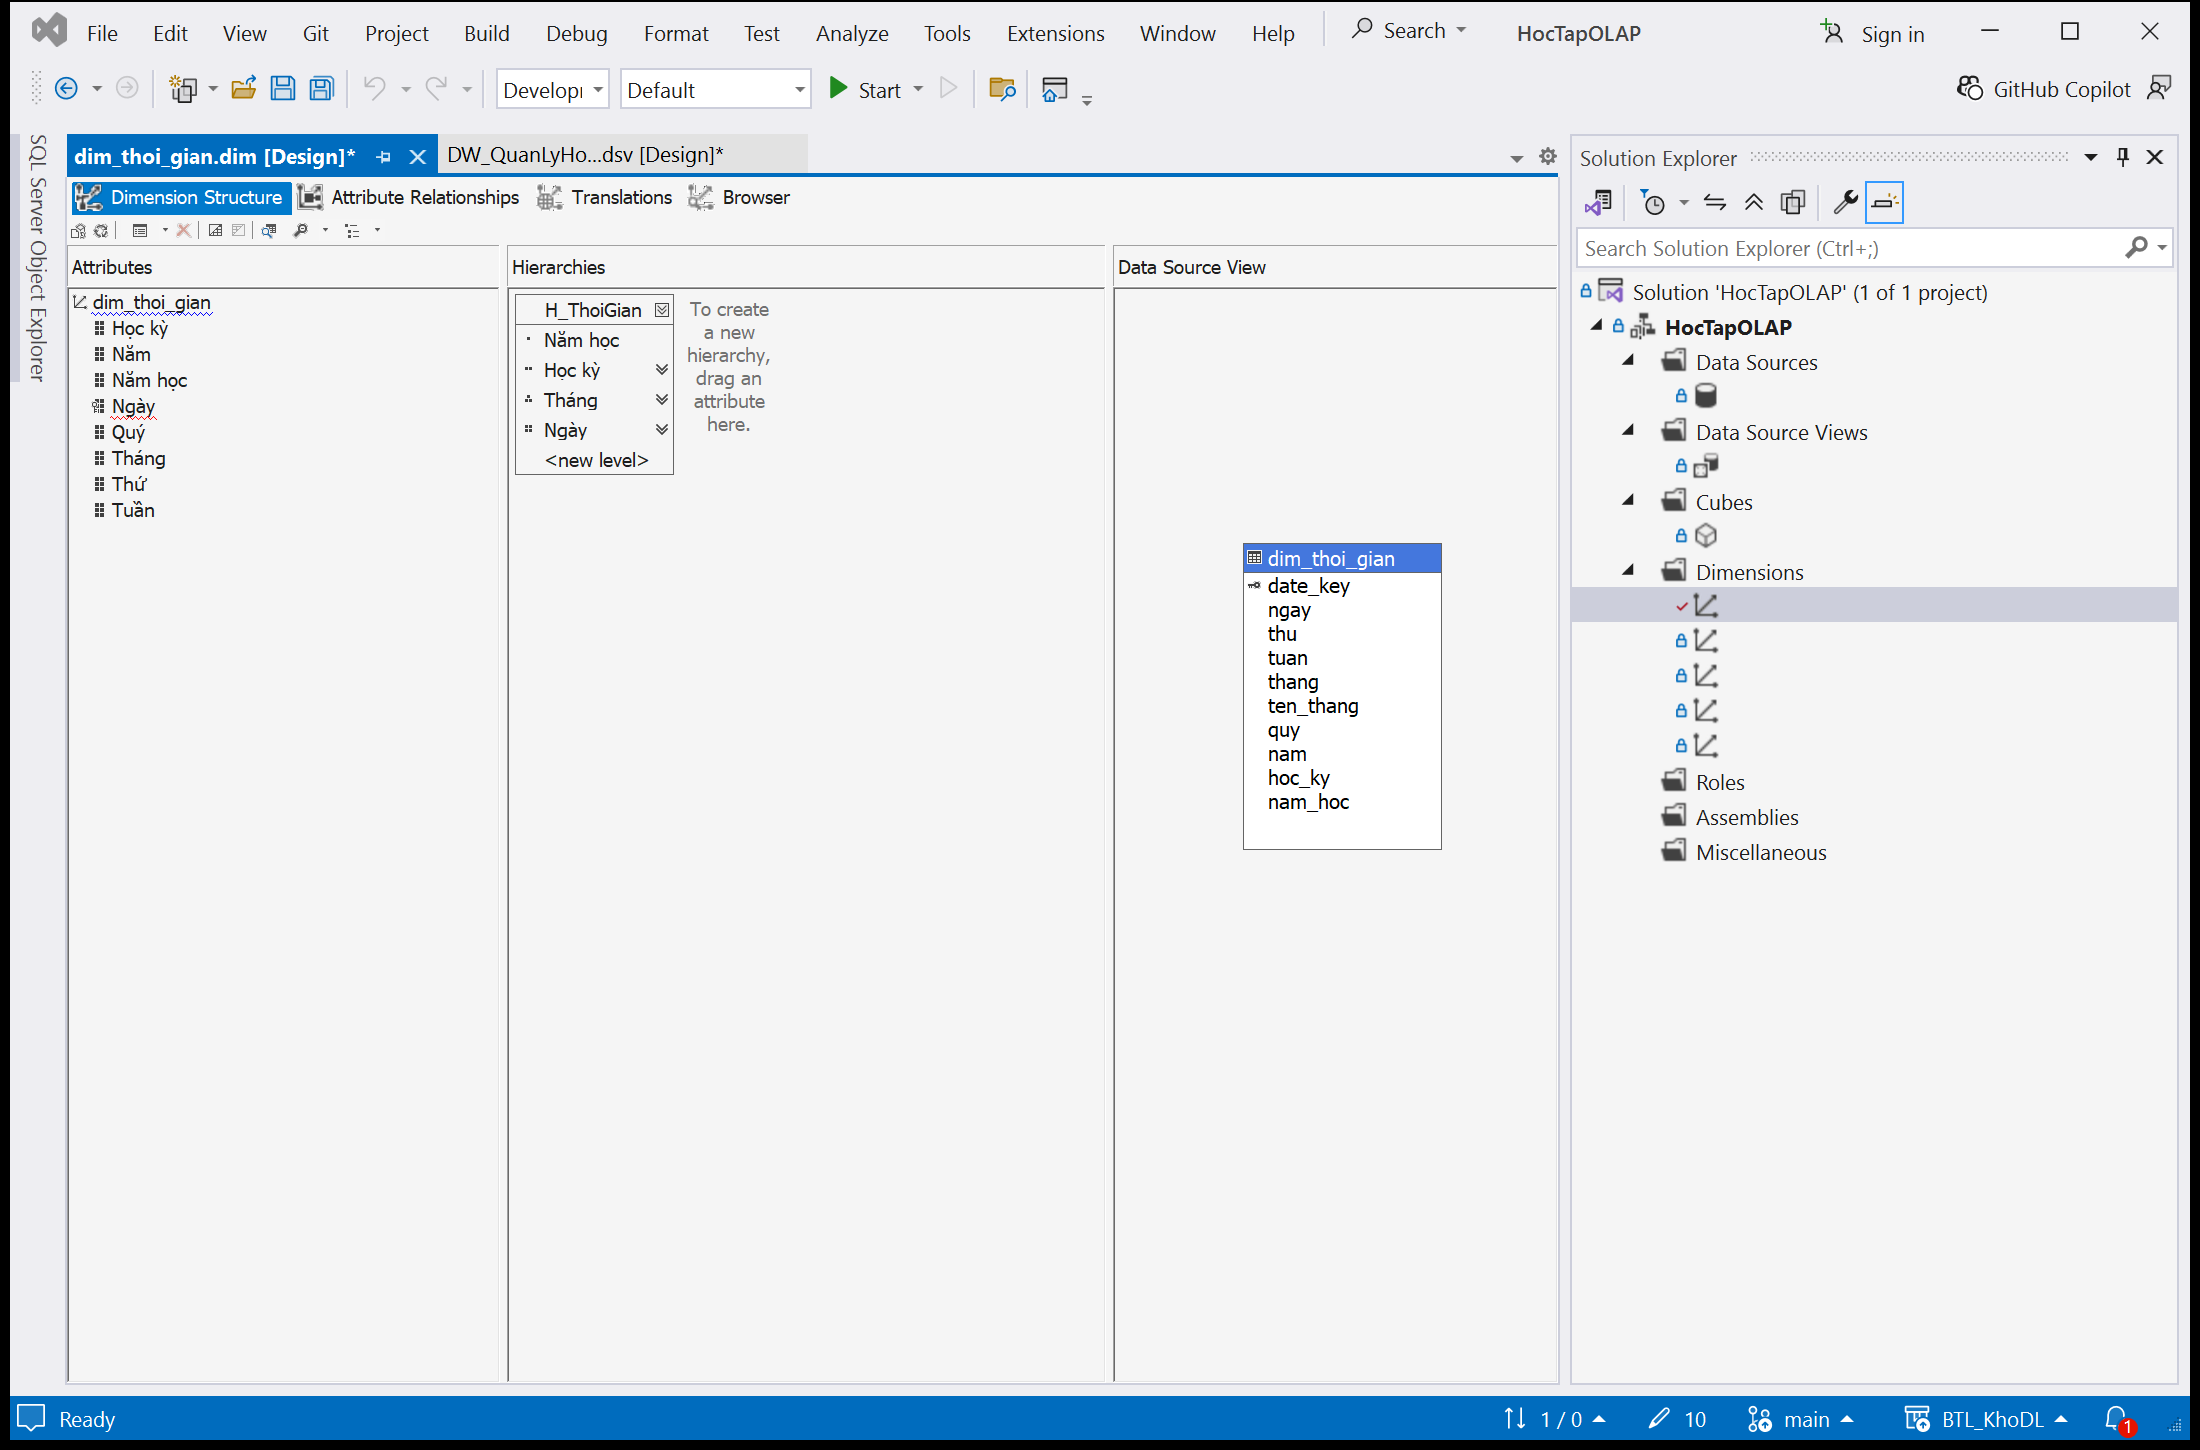 File Edit View Git Project Build Debug Format Test Analyze Tools Extensions Window Help Search HocTapOLAP Sign in
Develop Default Start GitHub Copilot
SQL Server Object Explorer
dim_thoi_gian.dim [Design]* DW_QuanLyHo...dsv [Design]*
Dimension Structure Attribute Relationships Translations Browser
Attributes
dim_thoi_gian
Học kỳ
Năm
Năm học
Ngày
Quý
Tháng
Thứ
Tuần
Hierarchies
H_ThoiGian
Năm học
Học kỳ
Tháng
Ngày
<new level>
To create
a new
hierarchy,
drag an
attribute
here.
Data Source View
dim_thoi_gian
date_key
ngay
thu
tuan
thang
ten_thang
quy
nam
hoc_ky
nam_hoc
Solution Explorer
Search Solution Explorer (Ctrl+;)
Solution 'HocTapOLAP' (1 of 1 project)
HocTapOLAP
Data Sources
Data Source Views
Cubes
Dimensions
Roles
Assemblies
Miscellaneous
Ready 1 / 0 10 main BTL_KhoDL 1